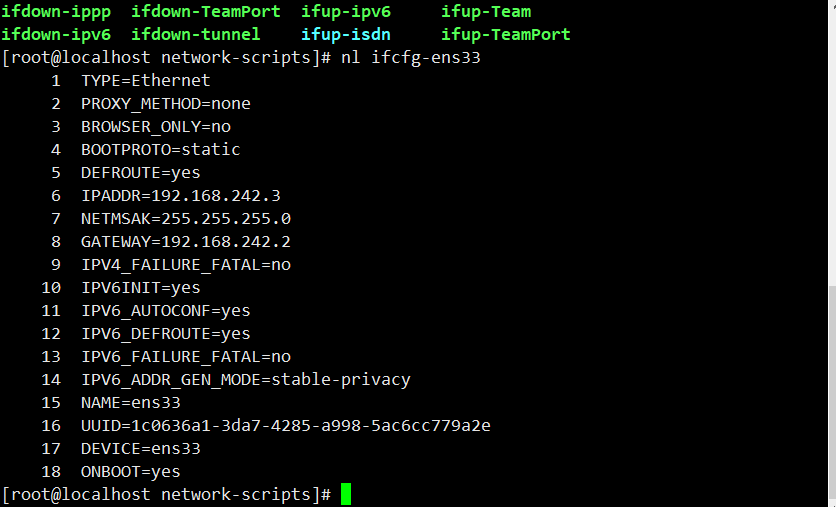 ifdown-ippp  ifdown-TeamPort  ifup-ipv6  ifup-Team
ifdown-ipv6  ifdown-tunnel  ifup-isdn  ifup-TeamPort
[root@localhost network-scripts]# nl ifcfg-ens33
1 TYPE=Ethernet
2 PROXY_METHOD=none
3 BROWSER_ONLY=no
4 BOOTPROTO=static
5 DEFROUTE=yes
6 IPADDR=192.168.242.3
7 NETMSAK=255.255.255.0
8 GATEWAY=192.168.242.2
9 IPV4_FAILURE_FATAL=no
10 IPV6INIT=yes
11 IPV6_AUTOCONF=yes
12 IPV6_DEFROUTE=yes
13 IPV6_FAILURE_FATAL=no
14 IPV6_ADDR_GEN_MODE=stable-privacy
15 NAME=ens33
16 UUID=1c0636a1-3da7-4285-a998-5ac6cc779a2e
17 DEVICE=ens33
18 ONBOOT=yes
[root@localhost network-scripts]#